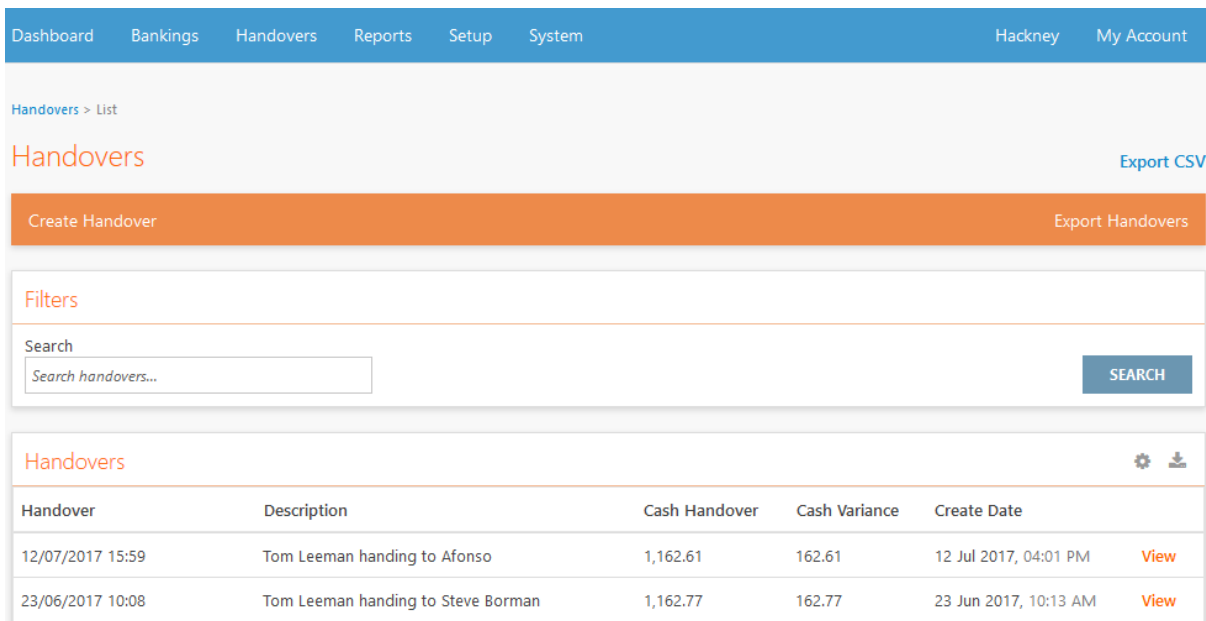 Dashboard Bankings Handovers Reports Setup System Hackney My Account
Handovers > List
Handovers
Export CSV
Create Handover Export Handovers
Filters
Search
Search handovers...
SEARCH
Handovers
Handover Description Cash Handover Cash Variance Create Date
12/07/2017 15:59 Tom Leeman handing to Afonso 1,162.61 162.61 12 Jul 2017, 04:01 PM View
23/06/2017 10:08 Tom Leeman handing to Steve Borman 1,162.77 162.77 23 Jun 2017, 10:13 AM View